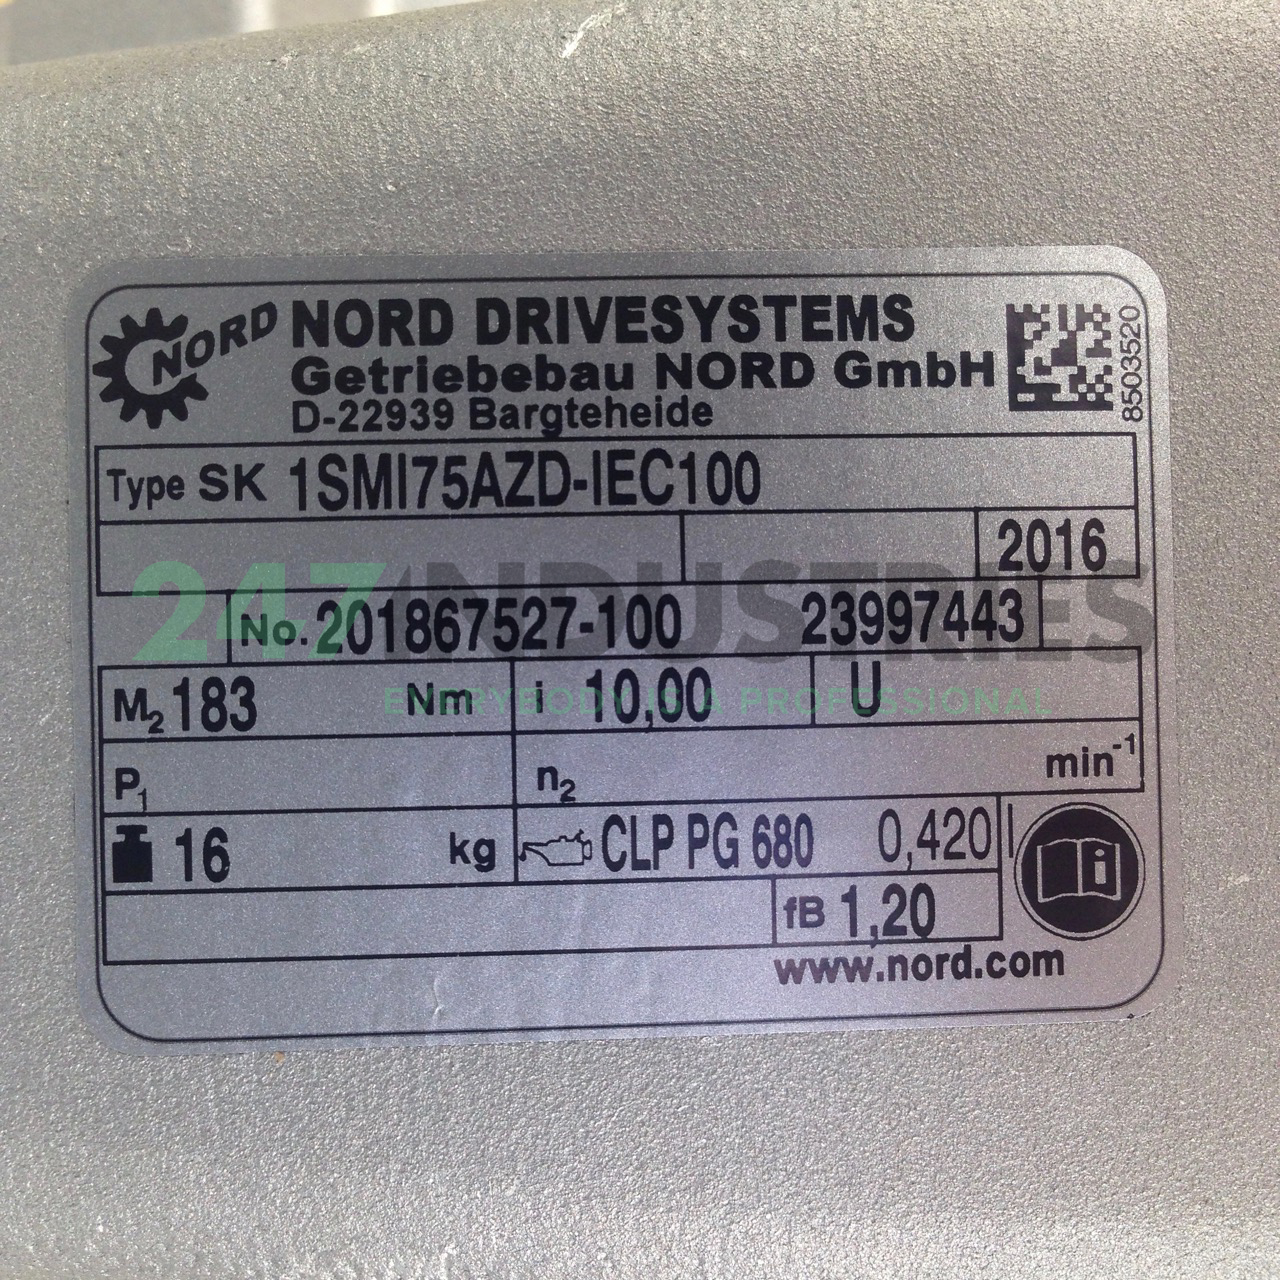 NORD NORD DRIVESYSTEMS
Getriebebau NORD GmbH
D-22939 Bargteheide
8503520
Type SK 1SMI75AZD-IEC100
2016
No. 201867527-100 23997443
247INDUSTRIES
M2 183 Nm i 10,00 U
EVERYBODY IS A PROFESSIONAL
P1 n2 min-1
16 kg CLP PG 680 0,420 l
fB 1,20
www.nord.com